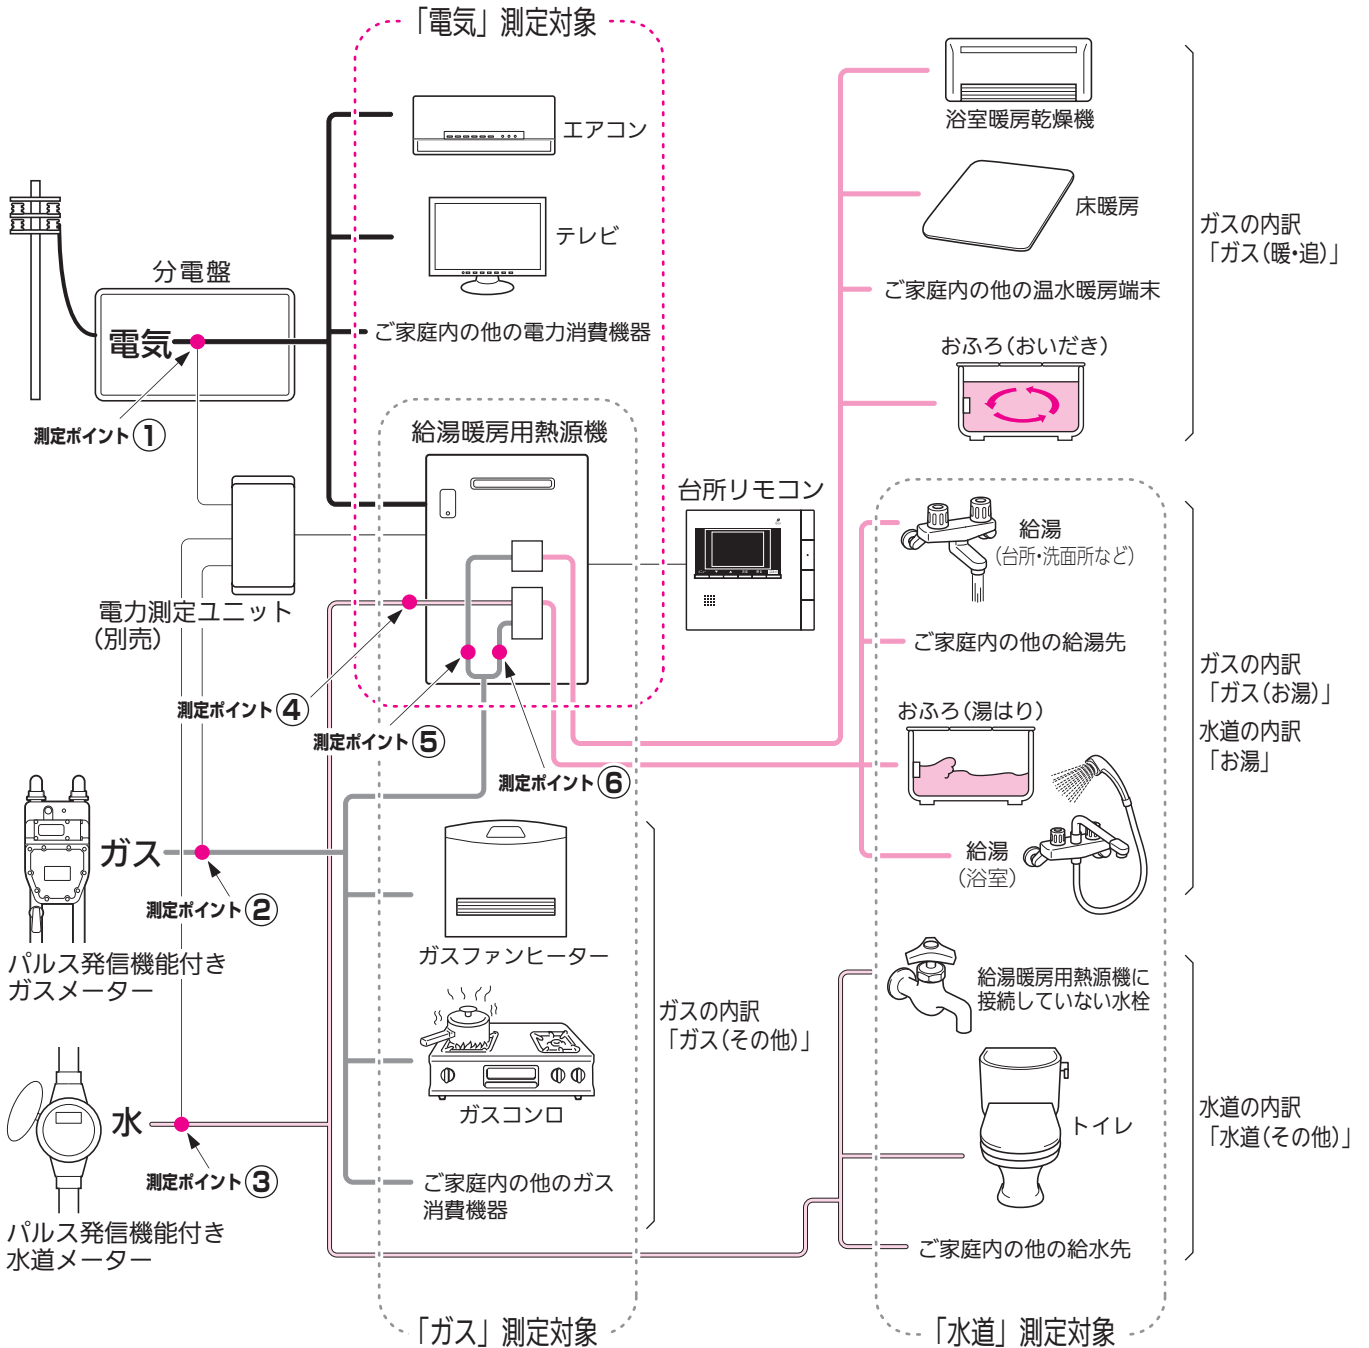 「電気」測定対象
エアコン
テレビ
ご家庭内の他の電力消費機器
分電盤
電気
測定ポイント①
給湯暖房用熱源機
台所リモコン
電力測定ユニット
(別売)
測定ポイント④
測定ポイント⑤
測定ポイント⑥
浴室暖房乾燥機
床暖房
ご家庭内の他の温水暖房端末
おふろ(おいだき)
ガスの内訳
「ガス(暖・追)」
給湯
(台所・洗面所など)
ご家庭内の他の給湯先
おふろ(湯はり)
給湯
(浴室)
ガスの内訳
「ガス(お湯)」
水道の内訳
「お湯」
ガス
測定ポイント②
パルス発信機能付き
ガスメーター
ガスファンヒーター
ガスコンロ
ご家庭内の他のガス
消費機器
ガスの内訳
「ガス(その他)」
水
測定ポイント③
パルス発信機能付き
水道メーター
給湯暖房用熱源機に
接続していない水栓
トイレ
ご家庭内の他の給水先
水道の内訳
「水道(その他)」
「ガス」測定対象
「水道」測定対象